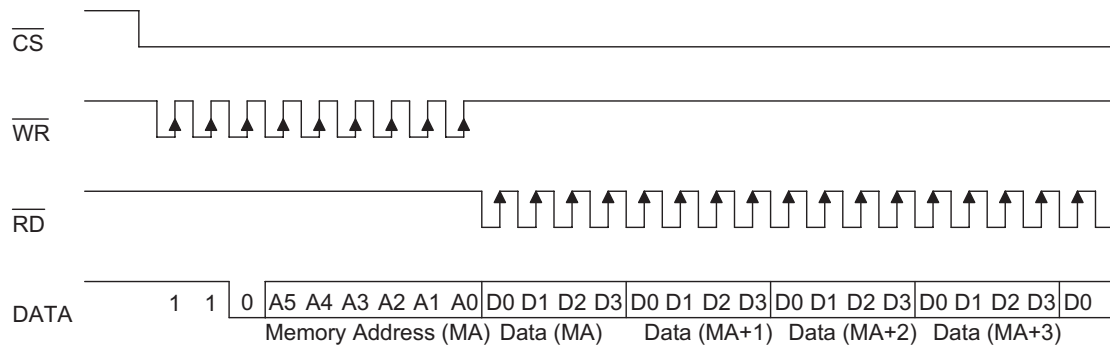 CS
WR
RD
DATA 1 1 0 A5 A4 A3 A2 A1 A0 D0 D1 D2 D3 D0 D1 D2 D3 D0 D1 D2 D3 D0 D1 D2 D3 D0
Memory Address (MA) Data (MA) Data (MA+1) Data (MA+2) Data (MA+3)